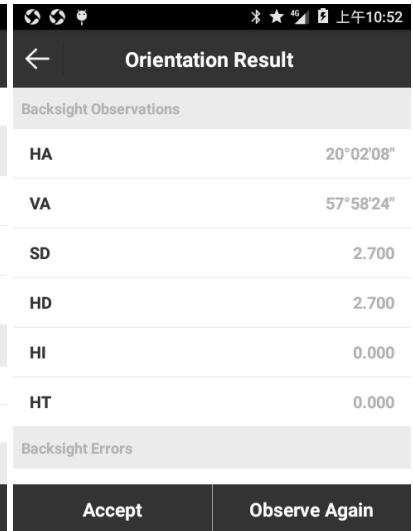 4G 上午10:52
Orientation Result
Backsight Observations
HA 20°02'08"
VA 57°58'24"
SD 2.700
HD 2.700
HI 0.000
HT 0.000
Backsight Errors
Accept Observe Again